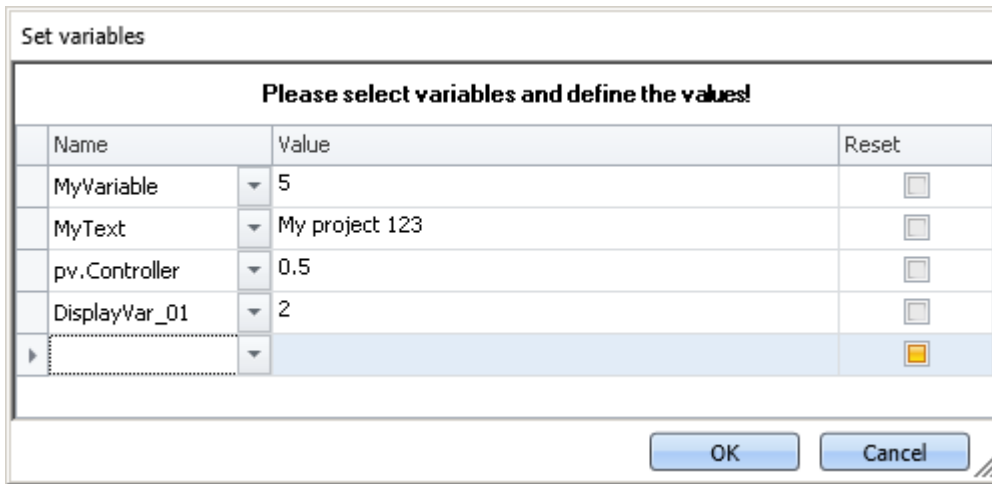 Set variables
Please select variables and define the values!
Name Value Reset
MyVariable 5
MyText My project 123
pv.Controller 0.5
DisplayVar_01 2
OK Cancel